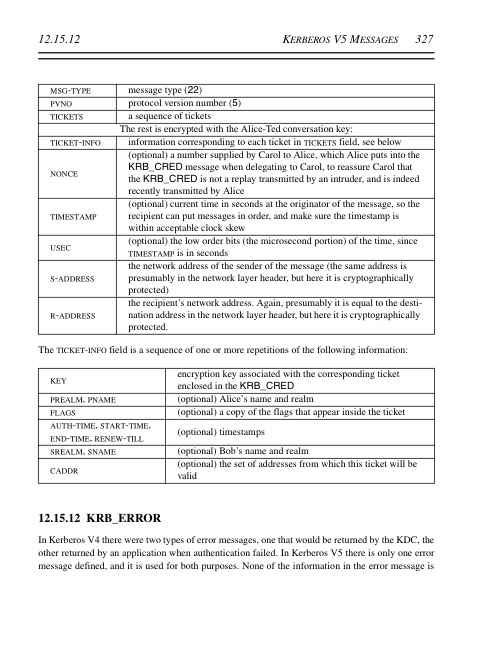 12.15.12 KERBEROS V5 MESSAGES 327
MSG-TYPE message type (22)
PVNO protocol version number (5)
TICKETS a sequence of tickets
The rest is encrypted with the Alice-Ted conversation key:
TICKET-INFO information corresponding to each ticket in TICKETS field, see below
NONCE (optional) a number supplied by Carol to Alice, which Alice puts into the
KRB_CRED message when delegating to Carol, to reassure Carol that
the KRB_CRED is not a replay transmitted by an intruder, and is indeed
recently transmitted by Alice
TIMESTAMP (optional) current time in seconds at the originator of the message, so the
recipient can put messages in order, and make sure the timestamp is
within acceptable clock skew
USEC (optional) the low order bits (the microsecond portion) of the time, since
TIMESTAMP is in seconds
S-ADDRESS the network address of the sender of the message (the same address is
presumably in the network layer header, but here it is cryptographically
protected)
R-ADDRESS the recipient's network address. Again, presumably it is equal to the desti-
nation address in the network layer header, but here it is cryptographically
protected.
The TICKET-INFO field is a sequence of one or more repetitions of the following information:
KEY encryption key associated with the corresponding ticket
enclosed in the KRB_CRED
PREALM, PNAME (optional) Alice's name and realm
FLAGS (optional) a copy of the flags that appear inside the ticket
AUTH-TIME, START-TIME,
END-TIME, RENEW-TILL (optional) timestamps
SREALM, SNAME (optional) Bob's name and realm
CADDR (optional) the set of addresses from which this ticket will be
valid
12.15.12 KRB_ERROR
In Kerberos V4 there were two types of error messages, one that would be returned by the KDC, the
other returned by an application when authentication failed. In Kerberos V5 there is only one error
message defined, and it is used for both purposes. None of the information in the error message is